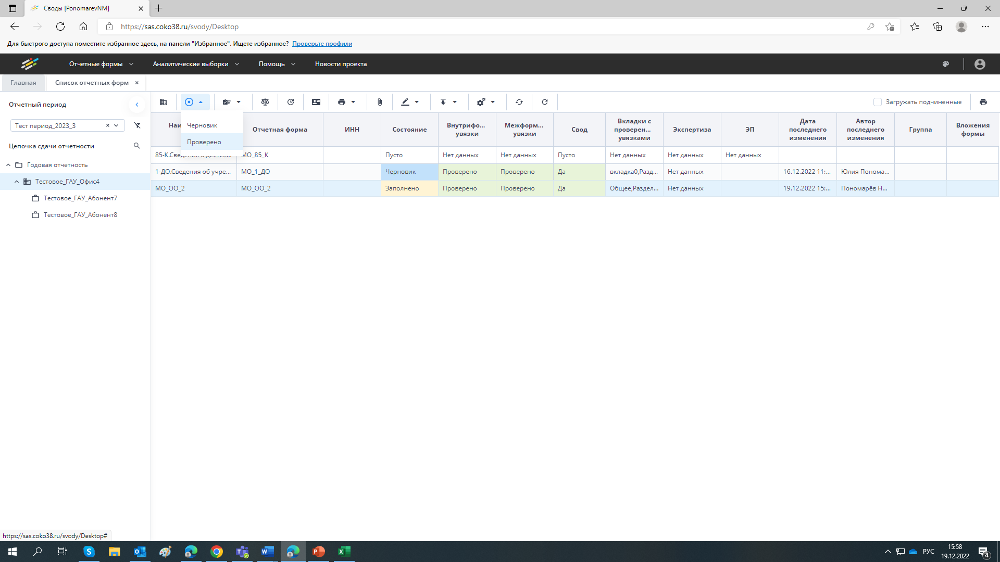 Своды [PonomarevNM]
https://sas.coko38.ru/svody/Desktop
Для быстрого доступа поместите избранное здесь, на панели "Избранное". Ищете избранное? Проверьте профили
Отчетные формы
Аналитические выборки
Помощь
Новости проекта
Главная
Список отчетных форм
Отчетный период
Тест период_2023_3
Цепочка сдачи отчетности
Годовая отчетность
Тестовое_ГАУ_Офис4
Тестовое_ГАУ_Абонент7
Тестовое_ГАУ_Абонент8
Загружать подчиненные
Черновик
Проверено
Наи
Отчетная форма
ИНН
Состояние
Внутрифо...
увязки
Межформ...
увязки
Свод
Вкладки с
проверен...
увязками
Экспертиза
ЭП
Дата
последнего
изменения
Автор
последнего
изменения
Группа
Вложения
формы
85-К.Сведения о деятел... МО_85_К Пусто Нет данных Нет данных Пусто Нет данных Нет данных Нет данных
1-ДО.Сведения об учре... МО_1_ДО Черновик Проверено Проверено Да вкладка0,Разд... Нет данных 16.12.2022 11:... Юлия Понома...
МО_ОО_2 МО_ОО_2 Заполнено Проверено Проверено Да Общее,Раздел... Нет данных 19.12.2022 15:... Пономарёв Н...
https://sas.coko38.ru/svody/Desktop#
РУС
15:58
19.12.2022
4